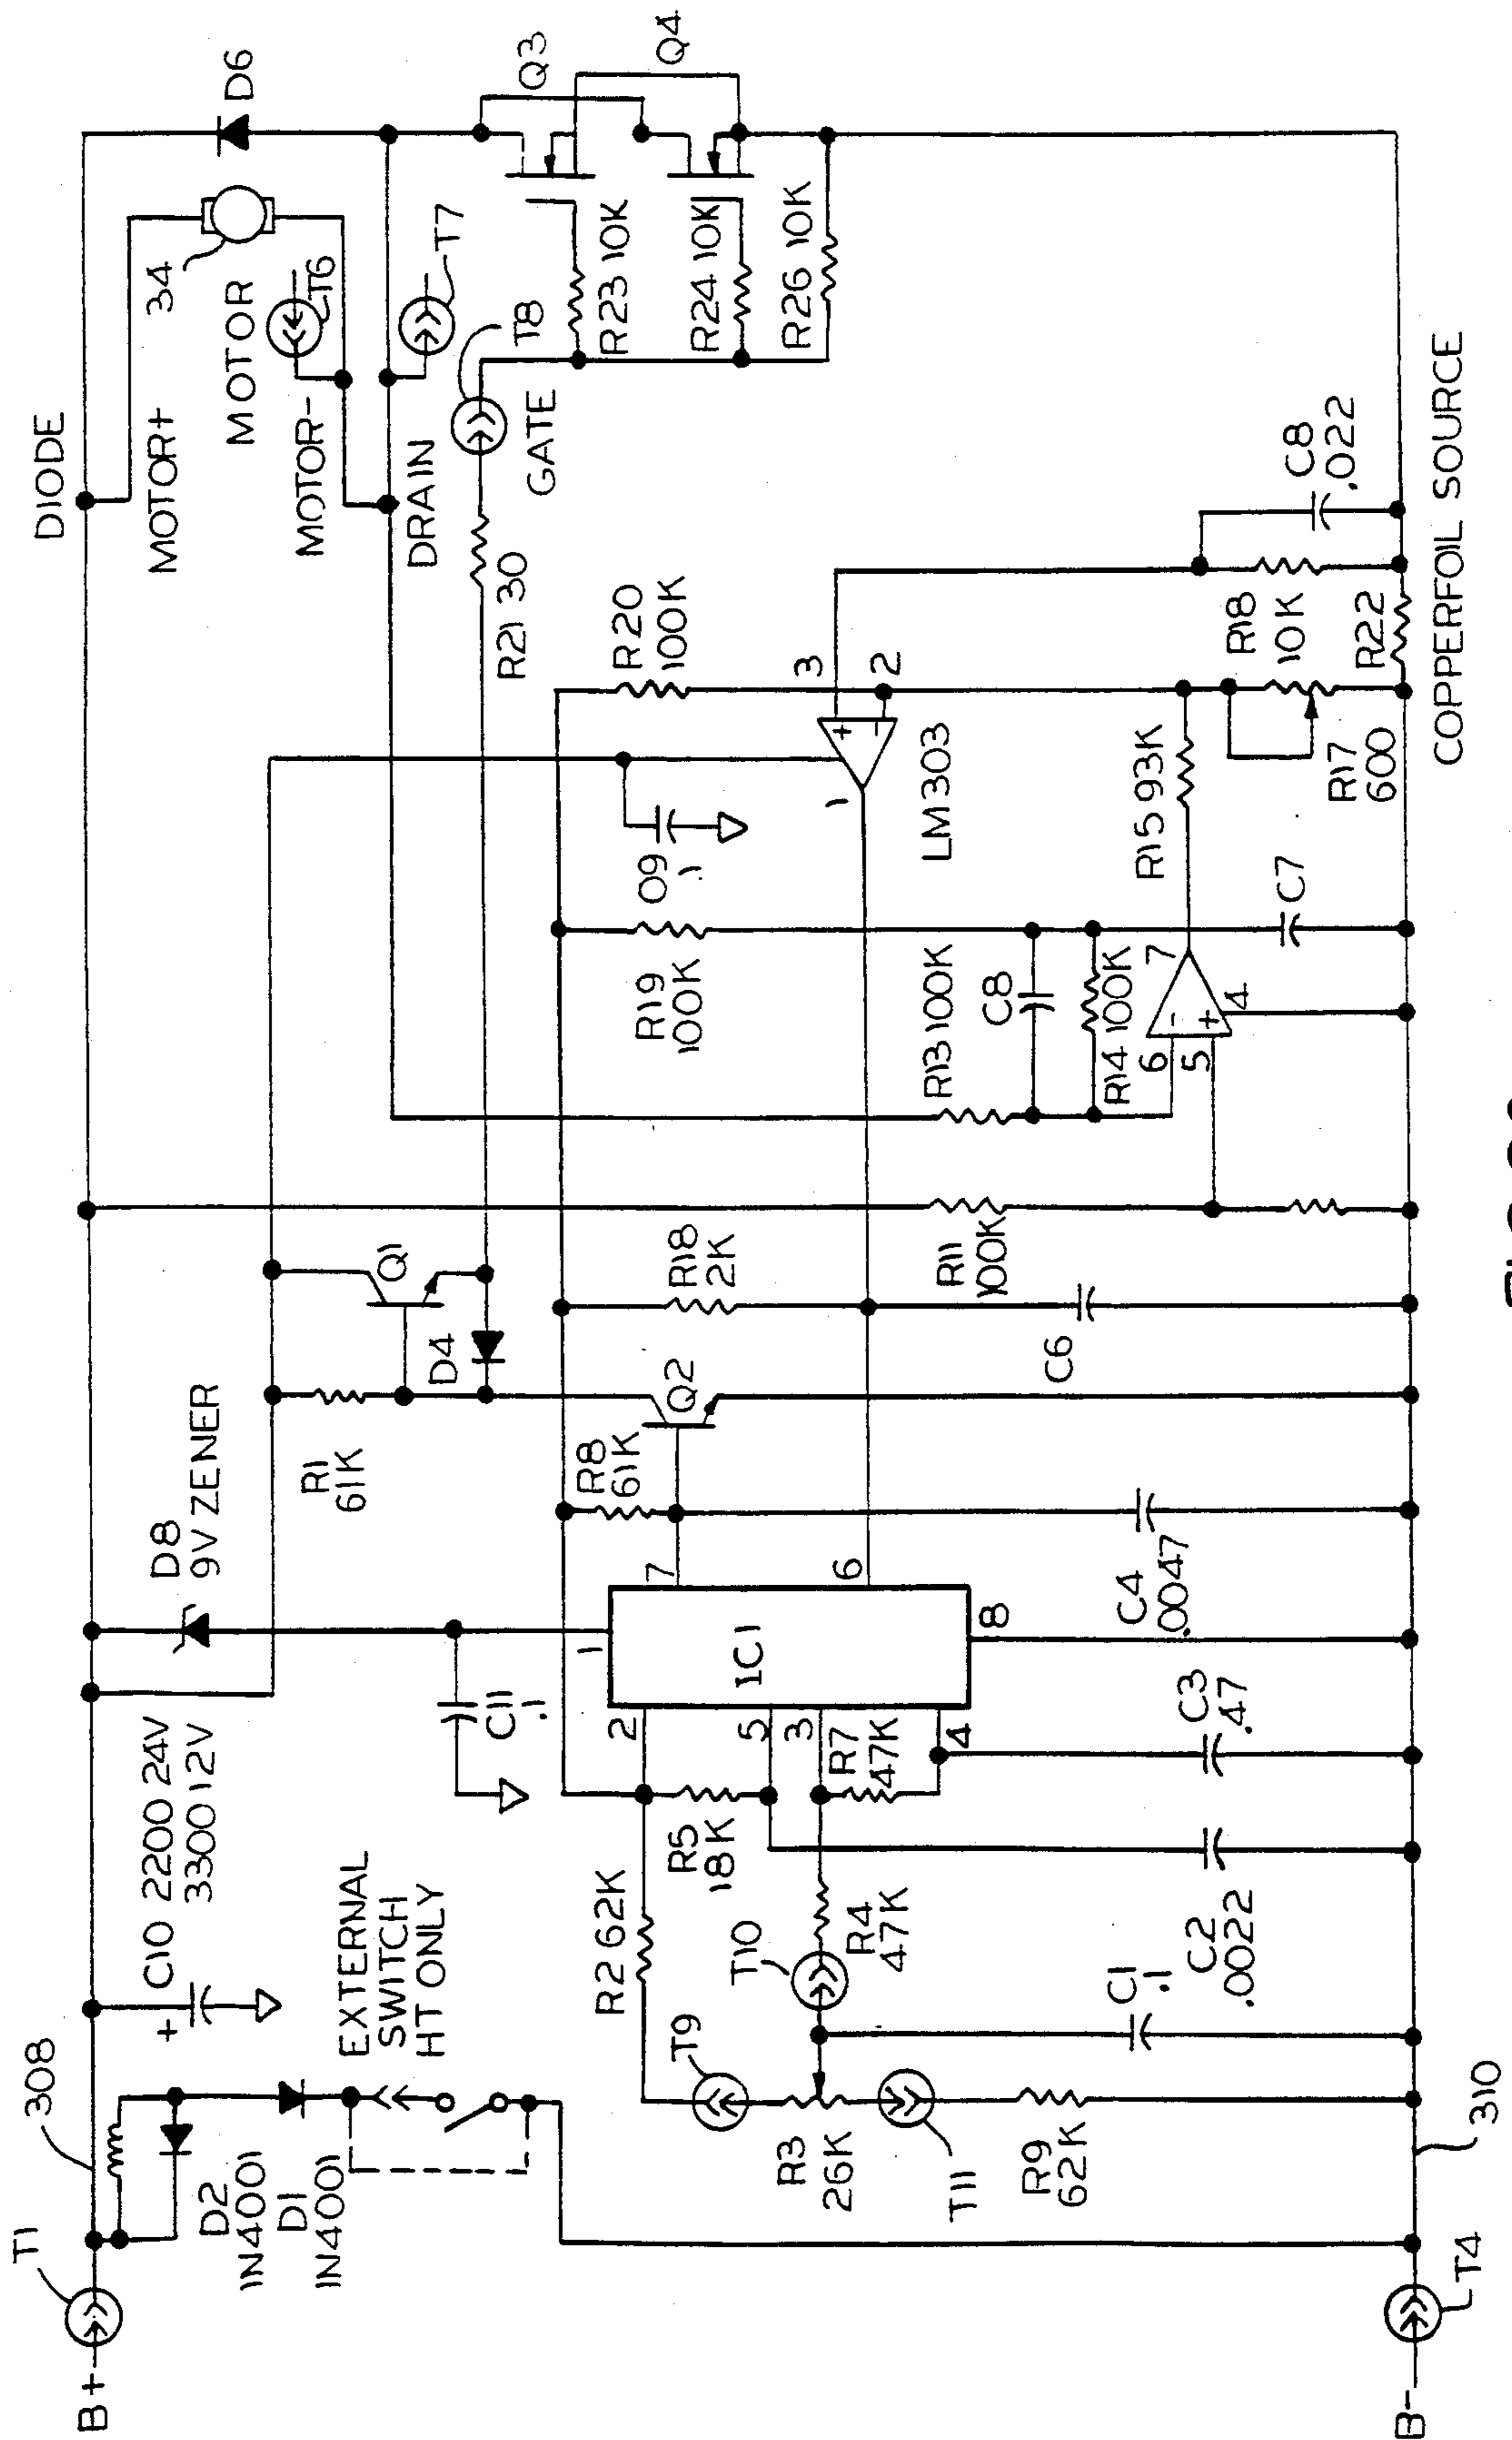 B+
T1
308
D2
1N4001
D1
1N4001
+
C10 2200 24V
3300 12V
EXTERNAL
SWITCH
HT ONLY
D8
9V ZENER
C11
.1
R1
61K
Q1
D4
Q2
R8
61K
R2 62K
T9
R3
26K
T11
R9
62K
T10
R4
47K
R5
18K
R7
47K
2
5
3
4
1
IC1
7
6
8
C1
.1
C2
.0022
C3
.47
C4
.0047
C6
R18
2K
R11
100K
R13 100K
C8
R14 100K
6
5
-
+
7
4
C7
R19
100K
O9
.1
1
LM303
+
-
3
2
R20
100K
R15 93K
R17
600
R18
10K
R22
C8
.022
COPPERFOIL SOURCE
DIODE
MOTOR+
MOTOR
MOTOR-
DRAIN
34
T6
T7
T8
GATE
R21 30
D6
Q3
Q4
R23 10K
R24 10K
R26 10K
B-
T4
310